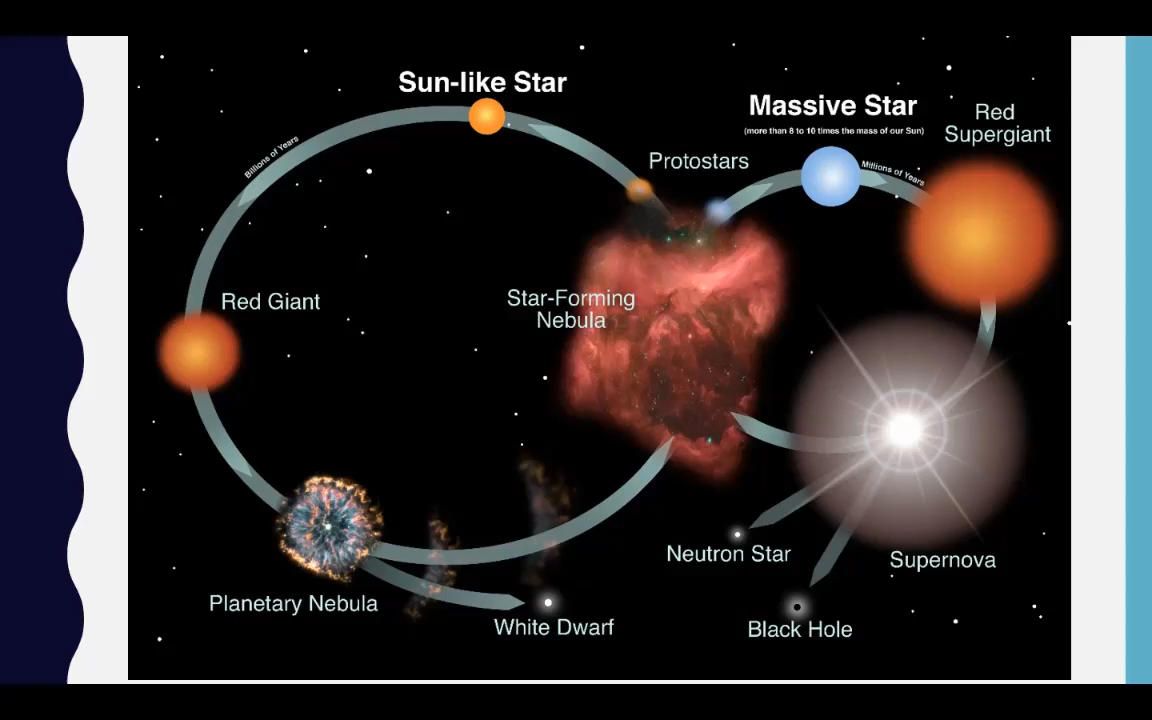 Sun-like Star
Massive Star
(more than 8 to 10 times the mass of our Sun)
Red
Supergiant
Protostars
Billions of Years
Millions of Years
Red Giant
Star-Forming
Nebula
Neutron Star
Supernova
Planetary Nebula
White Dwarf
Black Hole